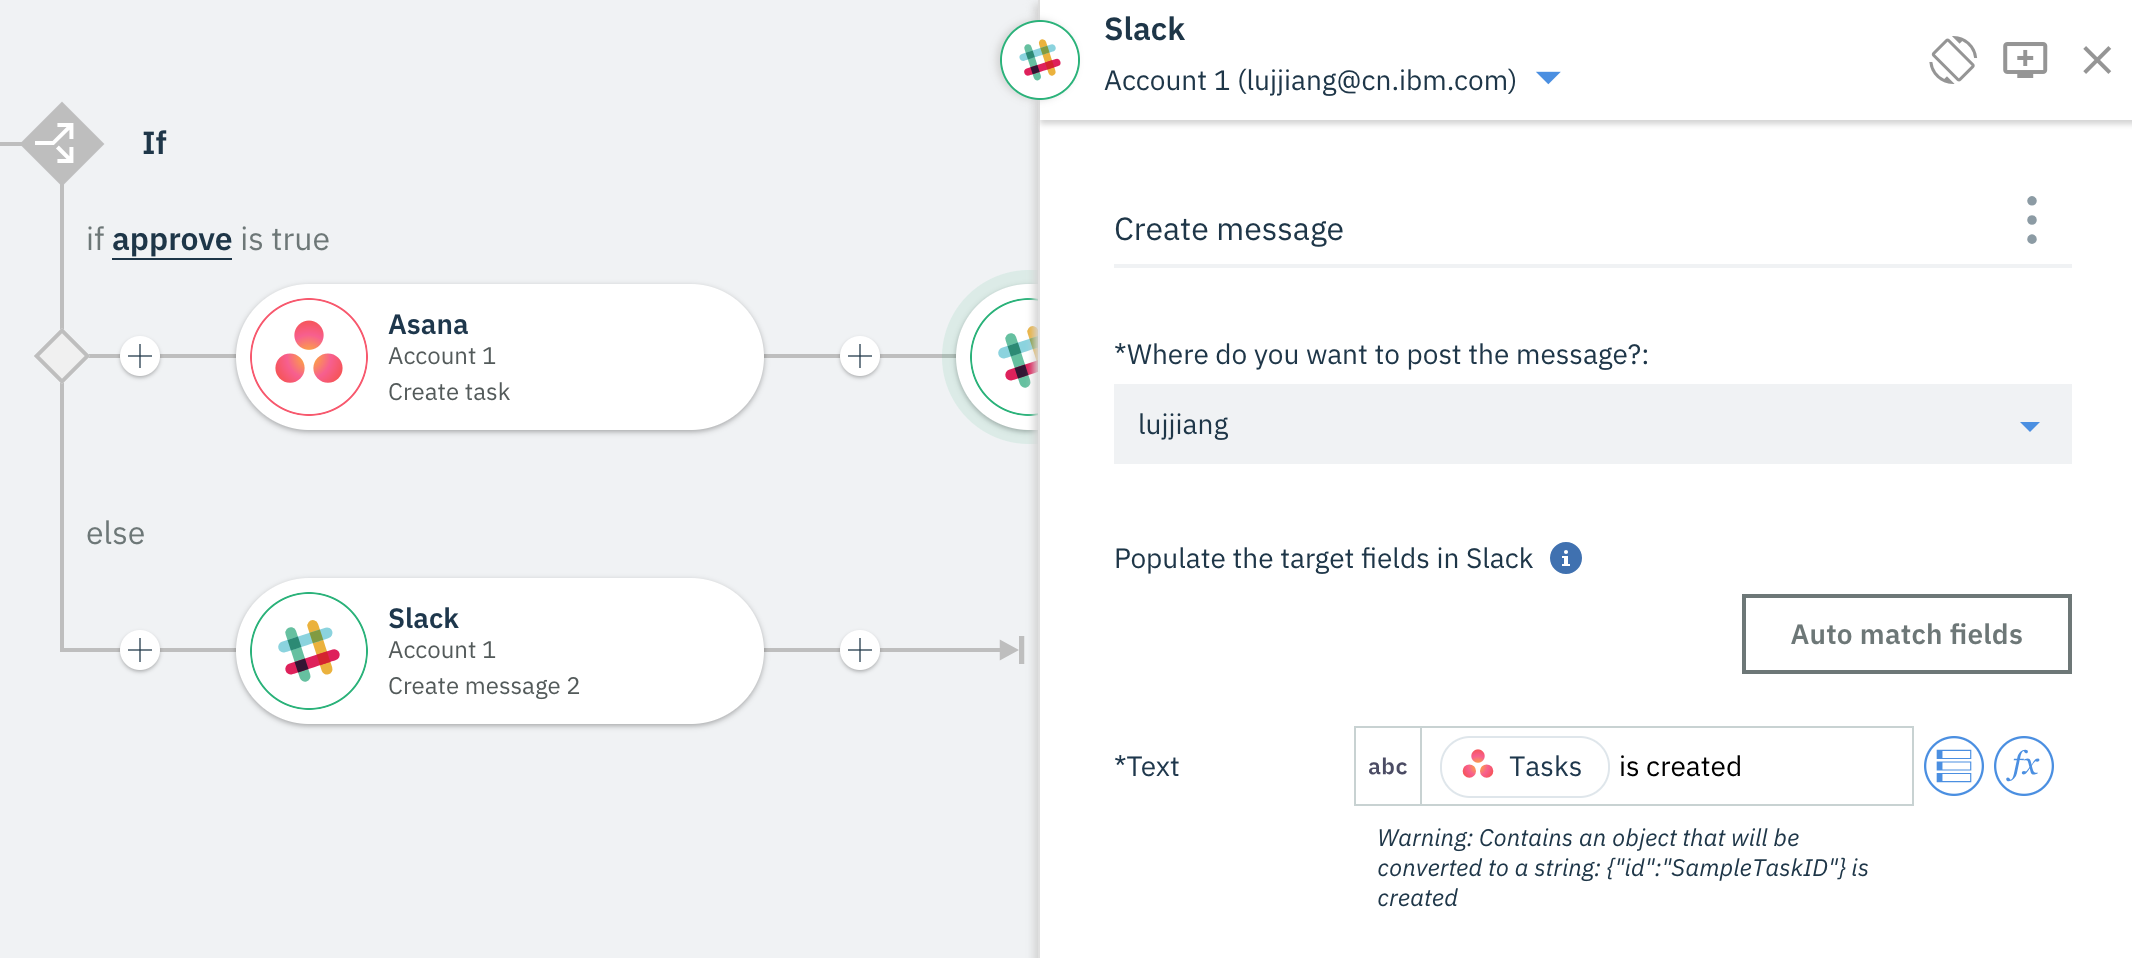 If
if approve is true
Asana
Account 1
Create task
else
Slack
Account 1
Create message 2
Slack
Account 1 (lujjiang@cn.ibm.com)
Create message
*Where do you want to post the message?:
lujjiang
Populate the target fields in Slack i
Auto match fields
*Text abc Tasks is created fx
Warning: Contains an object that will be
converted to a string: {"id":"SampleTaskID"} is
created